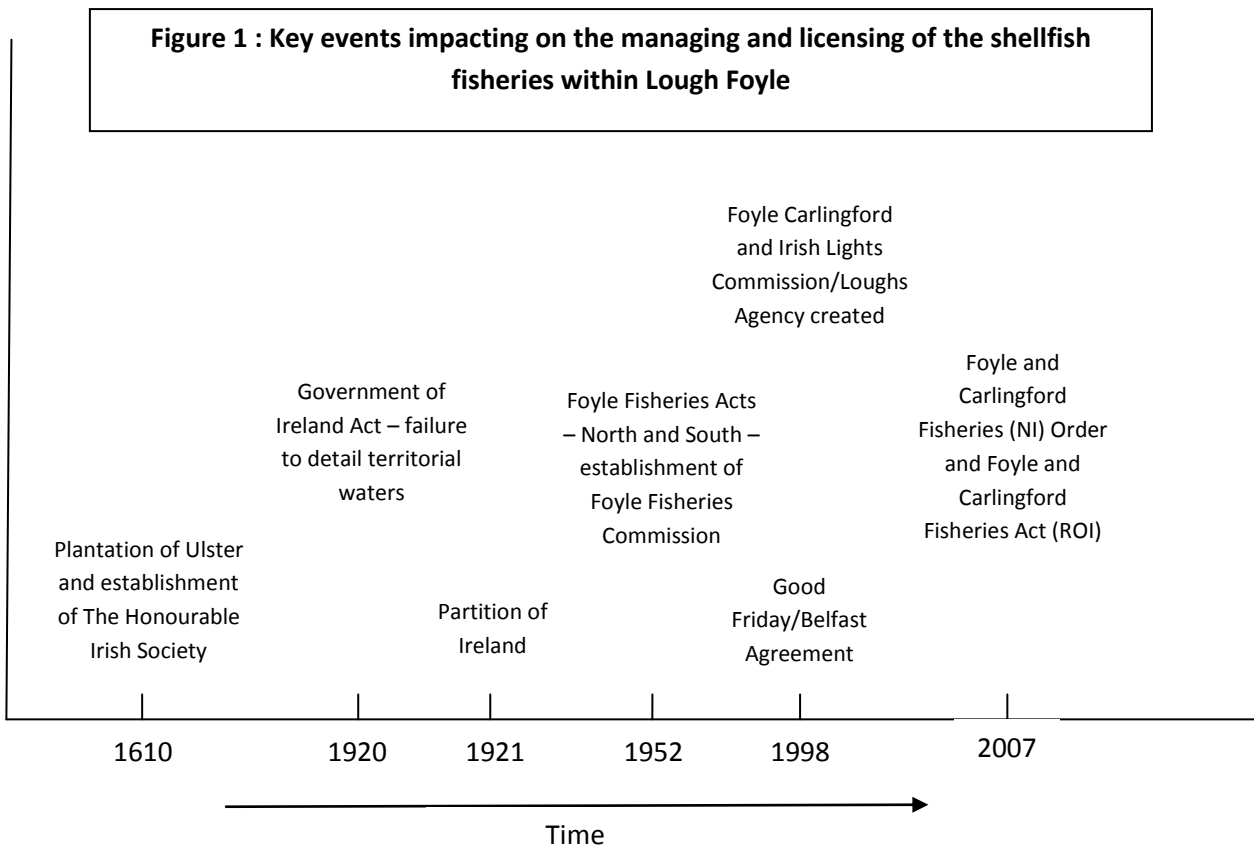 Figure 1 : Key events impacting on the managing and licensing of the shellfish
fisheries within Lough Foyle
Foyle Carlingford
and Irish Lights
Commission/Loughs
Agency created
Foyle and
Carlingford
Fisheries (NI) Order
and Foyle and
Carlingford
Fisheries Act (ROI)
Government of
Ireland Act – failure
to detail territorial
waters
Foyle Fisheries Acts
– North and South –
establishment of
Foyle Fisheries
Commission
Plantation of Ulster
and establishment
of The Honourable
Irish Society
Partition of
Ireland
Good
Friday/Belfast
Agreement
1610
1920
1921
1952
1998
2007
Time